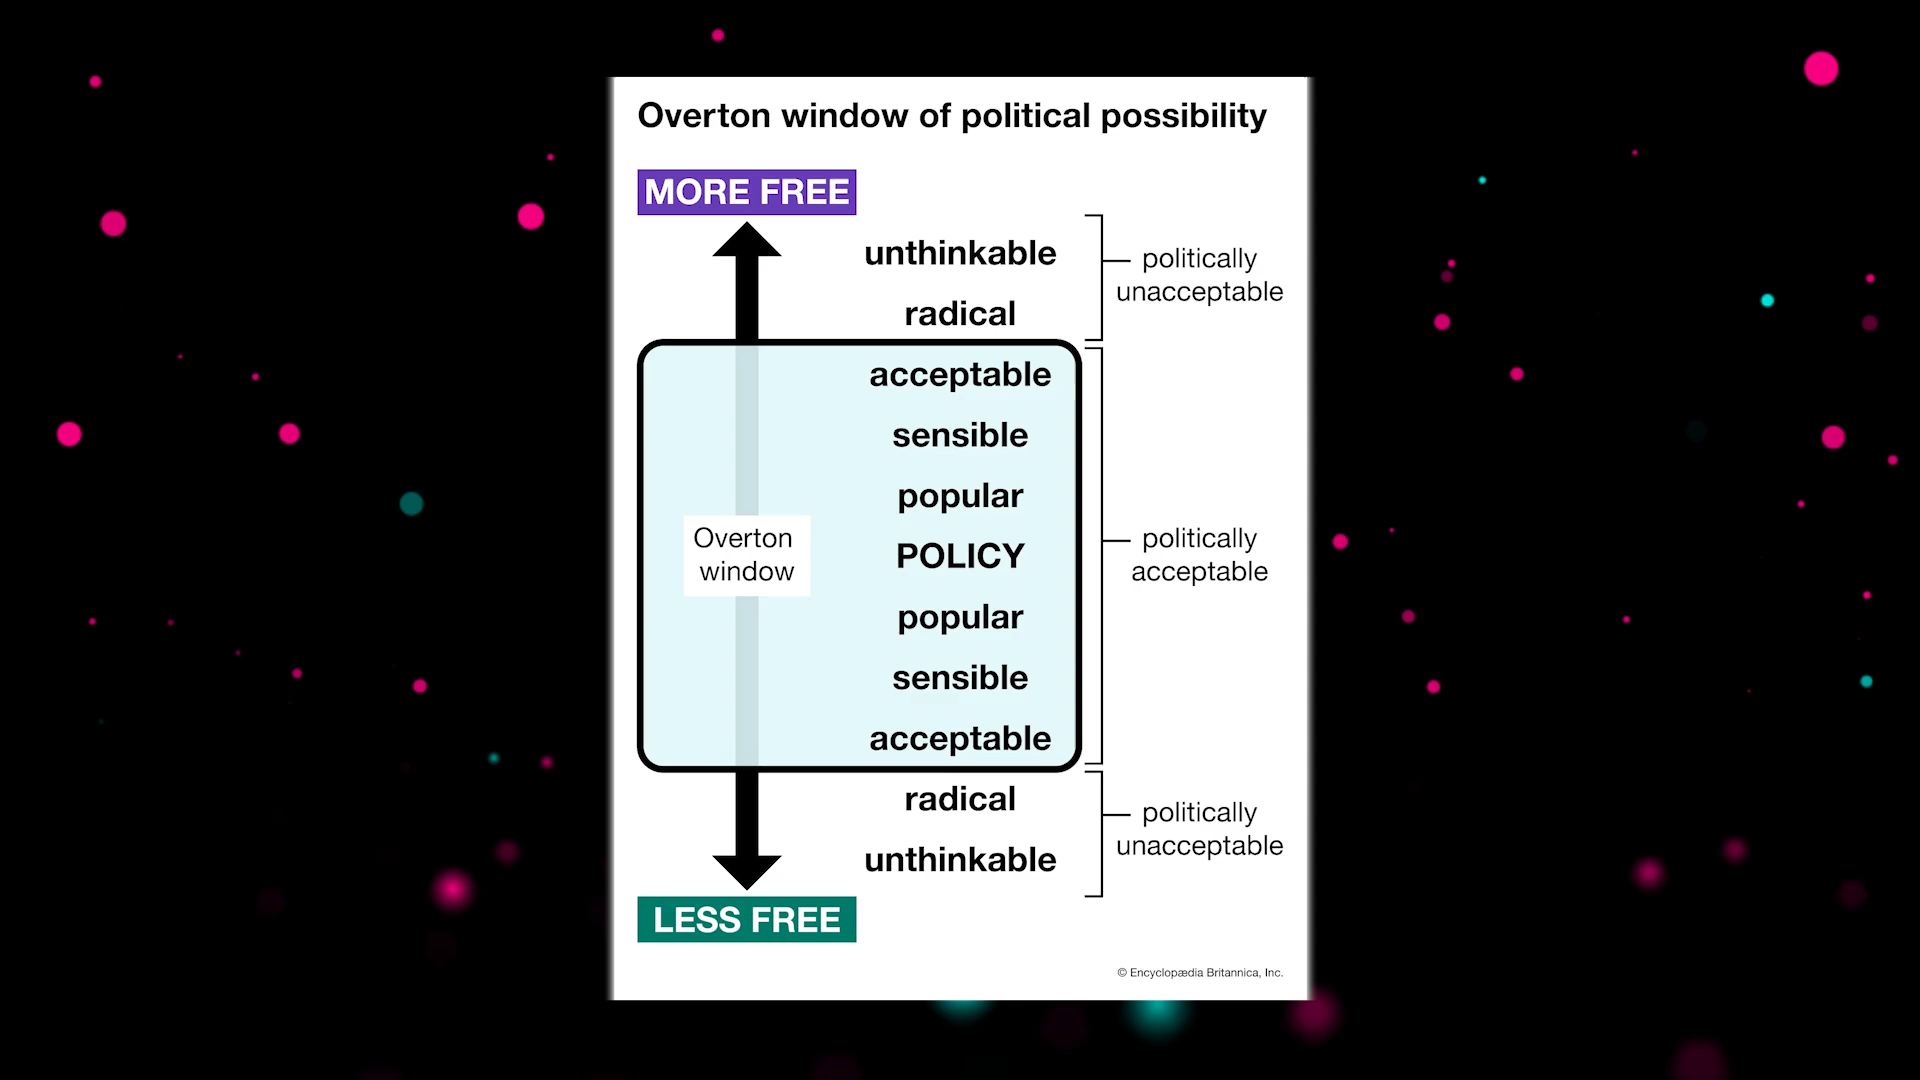 Overton window of political possibility
MORE FREE
unthinkable
radical
politically
unacceptable
acceptable
sensible
popular
Overton
window
POLICY
politically
acceptable
popular
sensible
acceptable
radical
unthinkable
politically
unacceptable
LESS FREE
© Encyclopædia Britannica, Inc.